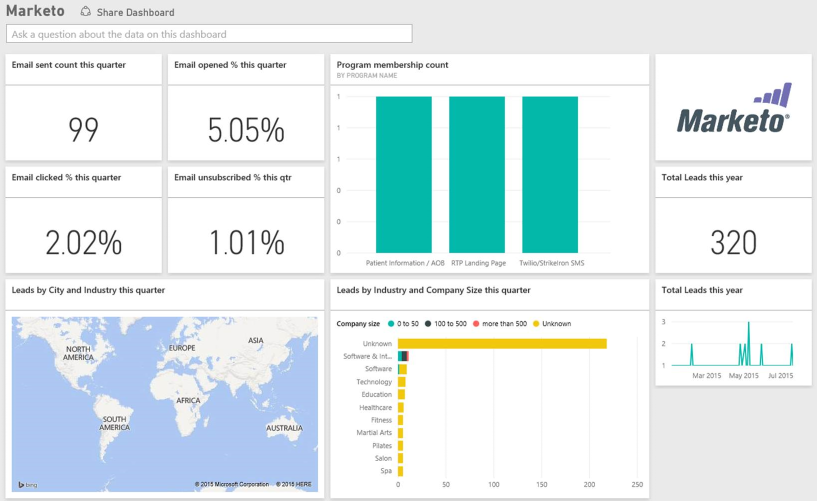 Marketo
Share Dashboard
Ask a question about the data on this dashboard
Email sent count this quarter
99
Email opened % this quarter
5.05%
Program membership count
BY PROGRAM NAME
1
1
1
0
0
0
Patient Information / AOB
RTP Landing Page
Twilio/StrikeIron SMS
Marketo®
Email clicked % this quarter
2.02%
Email unsubscribed % this qtr
1.01%
Total Leads this year
320
Leads by City and Industry this quarter
NORTH
AMERICA
EUROPE
ASIA
AFRICA
SOUTH
AMERICA
AUSTRALIA
bing
© 2015 Microsoft Corporation © 2015 HERE
Leads by Industry and Company Size this quarter
Company size 0 to 50 100 to 500 more than 500 Unknown
Unknown
Software & Int...
Software
Technology
Education
Healthcare
Fitness
Martial Arts
Pilates
Salon
Spa
0 50 100 150 200 250
Total Leads this year
3
2
1
Mar 2015 May 2015 Jul 2015